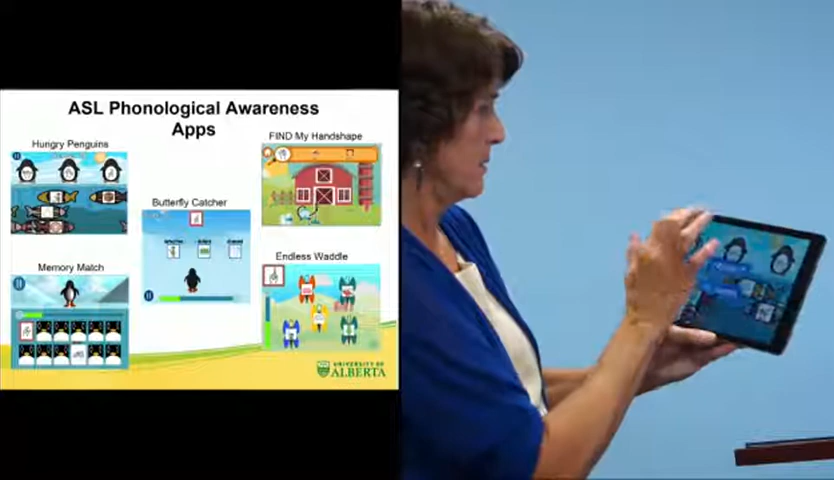 ASL Phonological Awareness
Apps
Hungry Penguins
FIND My Handshape
Butterfly Catcher
Memory Match
Endless Waddle
UNIVERSITY OF
ALBERTA